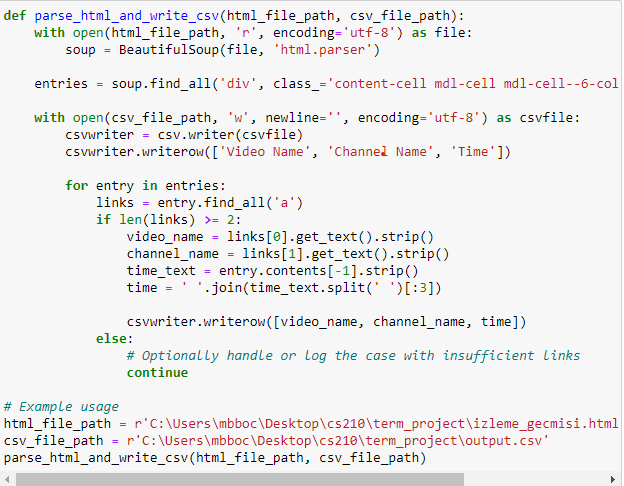 def parse_html_and_write_csv(html_file_path, csv_file_path):
    with open(html_file_path, 'r', encoding='utf-8') as file:
        soup = BeautifulSoup(file, 'html.parser')

    entries = soup.find_all('div', class_='content-cell mdl-cell mdl-cell--6-col

    with open(csv_file_path, 'w', newline='', encoding='utf-8') as csvfile:
        csvwriter = csv.writer(csvfile)
        csvwriter.writerow(['Video Name', 'Channel Name', 'Time'])

        for entry in entries:
            links = entry.find_all('a')
            if len(links) >= 2:
                video_name = links[0].get_text().strip()
                channel_name = links[1].get_text().strip()
                time_text = entry.contents[-1].strip()
                time = ' '.join(time_text.split(' ')[:3])

                csvwriter.writerow([video_name, channel_name, time])
            else:
                # Optionally handle or log the case with insufficient links
                continue

# Example usage
html_file_path = r'C:\Users\mbboc\Desktop\cs210\term_project\izleme_gecmisi.html
csv_file_path = r'C:\Users\mbboc\Desktop\cs210\term_project\output.csv'
parse_html_and_write_csv(html_file_path, csv_file_path)